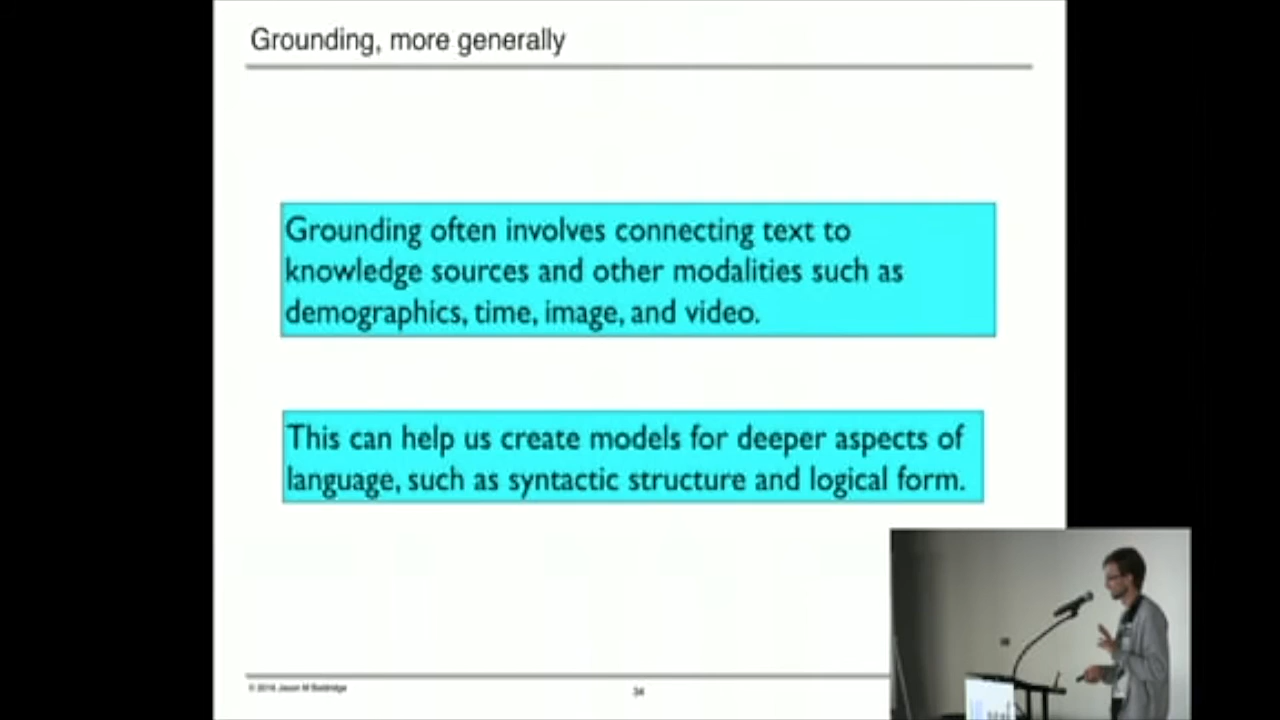 Grounding, more generally
Grounding often involves connecting text to
knowledge sources and other modalities such as
demographics, time, image, and video.
This can help us create models for deeper aspects of
language, such as syntactic structure and logical form.
© 2016 Jason M Baldridge
34